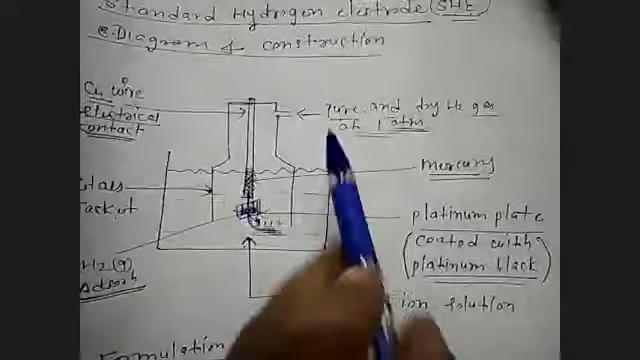 Standard Hydrogen electrode (SHE)
Diagram & construction
Cu wire
electrical
contact
Pure and dry H2 gas
at 1 atm
mercury
Glass
Jacket
platinum plate
(coated with
platinum black)
H2(g)
Adsorb
ion solution
Formulation